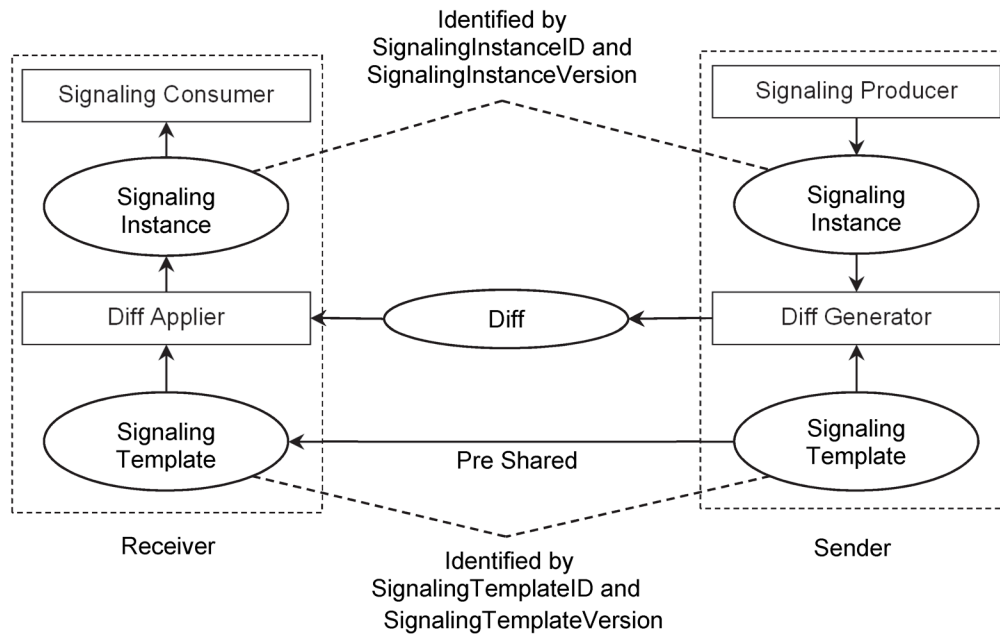 Identified by
SignalingInstanceID and
SignalingInstanceVersion
Signaling Consumer
Signaling Producer
Signaling
Instance
Signaling
Instance
Diff Applier
Diff
Diff Generator
Signaling
Template
Pre Shared
Signaling
Template
Receiver
Sender
Identified by
SignalingTemplateID and
SignalingTemplateVersion